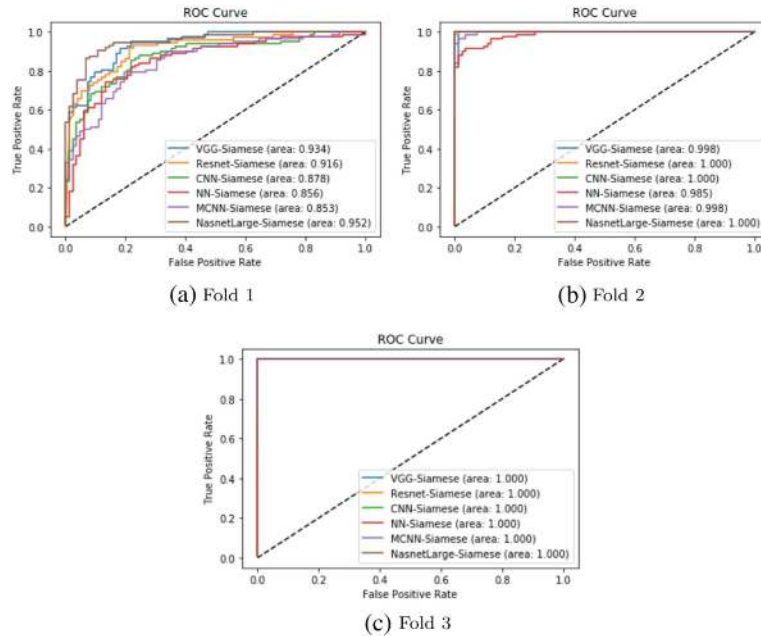 ROC Curve
1.0
0.8
0.6
0.4
0.2
0.0
True Positive Rate
VGG-Siamese (area: 0.934)
Resnet-Siamese (area: 0.916)
CNN-Siamese (area: 0.878)
NN-Siamese (area: 0.856)
MCNN-Siamese (area: 0.853)
NasnetLarge-Siamese (area: 0.952)
0.0 0.2 0.4 0.6 0.8 1.0
False Positive Rate
(a) Fold 1
ROC Curve
1.0
0.8
0.6
0.4
0.2
0.0
True Positive Rate
VGG-Siamese (area: 0.998)
Resnet-Siamese (area: 1.000)
CNN-Siamese (area: 1.000)
NN-Siamese (area: 0.985)
MCNN-Siamese (area: 0.998)
NasnetLarge-Siamese (area: 1.000)
0.0 0.2 0.4 0.6 0.8 1.0
False Positive Rate
(b) Fold 2
ROC Curve
1.0
0.8
0.6
0.4
0.2
0.0
True Positive Rate
VGG-Siamese (area: 1.000)
Resnet-Siamese (area: 1.000)
CNN-Siamese (area: 1.000)
NN-Siamese (area: 1.000)
MCNN-Siamese (area: 1.000)
NasnetLarge-Siamese (area: 1.000)
0.0 0.2 0.4 0.6 0.8 1.0
False Positive Rate
(c) Fold 3